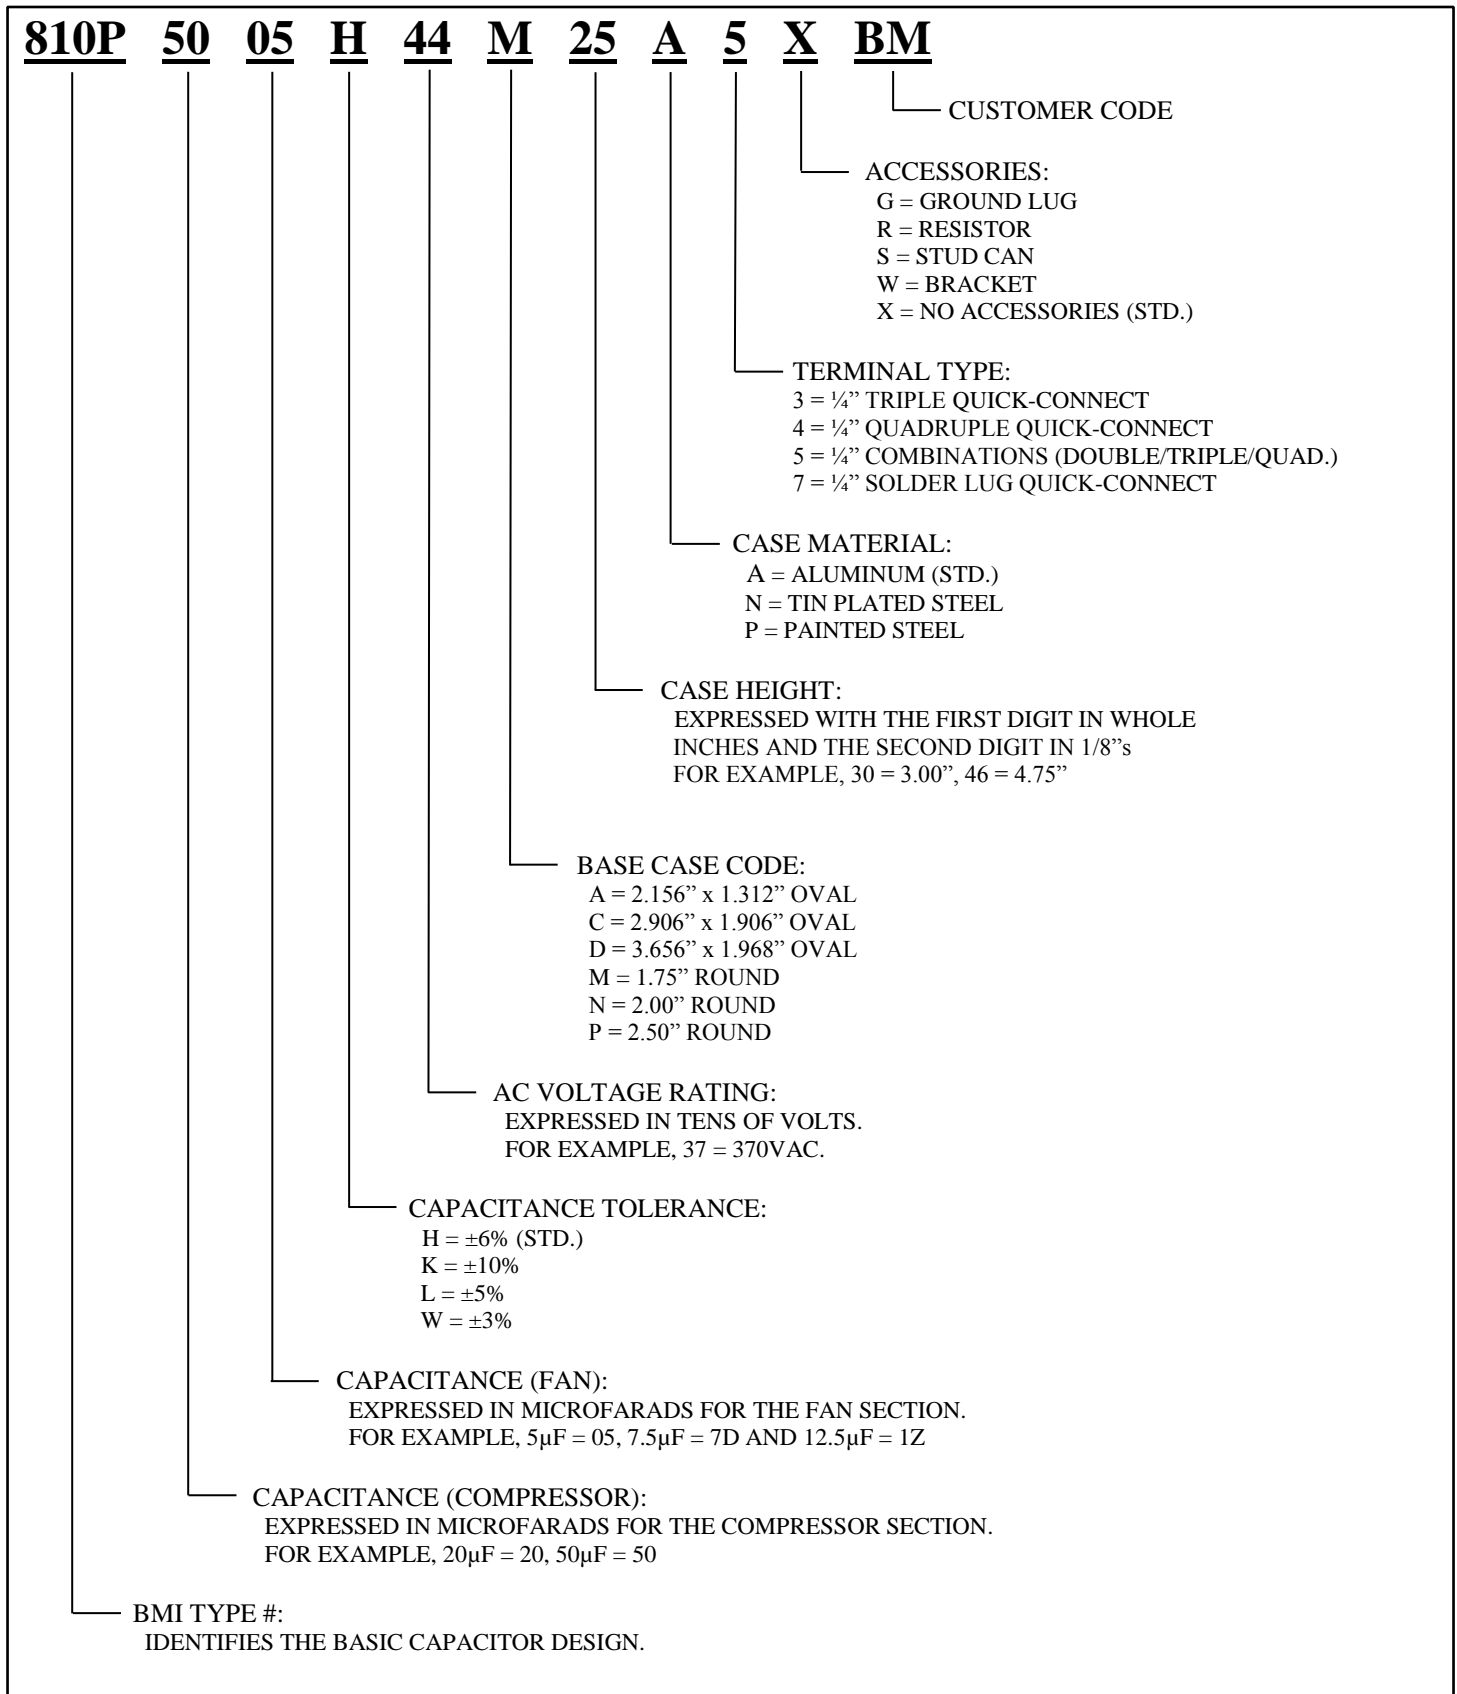 810P 50 05 H 44 M 25 A 5 X BM
CUSTOMER CODE
ACCESSORIES:
G = GROUND LUG
R = RESISTOR
S = STUD CAN
W = BRACKET
X = NO ACCESSORIES (STD.)
TERMINAL TYPE:
3 = ¼” TRIPLE QUICK-CONNECT
4 = ¼” QUADRUPLE QUICK-CONNECT
5 = ¼” COMBINATIONS (DOUBLE/TRIPLE/QUAD.)
7 = ¼” SOLDER LUG QUICK-CONNECT
CASE MATERIAL:
A = ALUMINUM (STD.)
N = TIN PLATED STEEL
P = PAINTED STEEL
CASE HEIGHT:
EXPRESSED WITH THE FIRST DIGIT IN WHOLE
INCHES AND THE SECOND DIGIT IN 1/8”s
FOR EXAMPLE, 30 = 3.00”, 46 = 4.75”
BASE CASE CODE:
A = 2.156” x 1.312” OVAL
C = 2.906” x 1.906” OVAL
D = 3.656” x 1.968” OVAL
M = 1.75” ROUND
N = 2.00” ROUND
P = 2.50” ROUND
AC VOLTAGE RATING:
EXPRESSED IN TENS OF VOLTS.
FOR EXAMPLE, 37 = 370VAC.
CAPACITANCE TOLERANCE:
H = ±6% (STD.)
K = ±10%
L = ±5%
W = ±3%
CAPACITANCE (FAN):
EXPRESSED IN MICROFARADS FOR THE FAN SECTION.
FOR EXAMPLE, 5µF = 05, 7.5µF = 7D AND 12.5µF = 1Z
CAPACITANCE (COMPRESSOR):
EXPRESSED IN MICROFARADS FOR THE COMPRESSOR SECTION.
FOR EXAMPLE, 20µF = 20, 50µF = 50
BMI TYPE #:
IDENTIFIES THE BASIC CAPACITOR DESIGN.